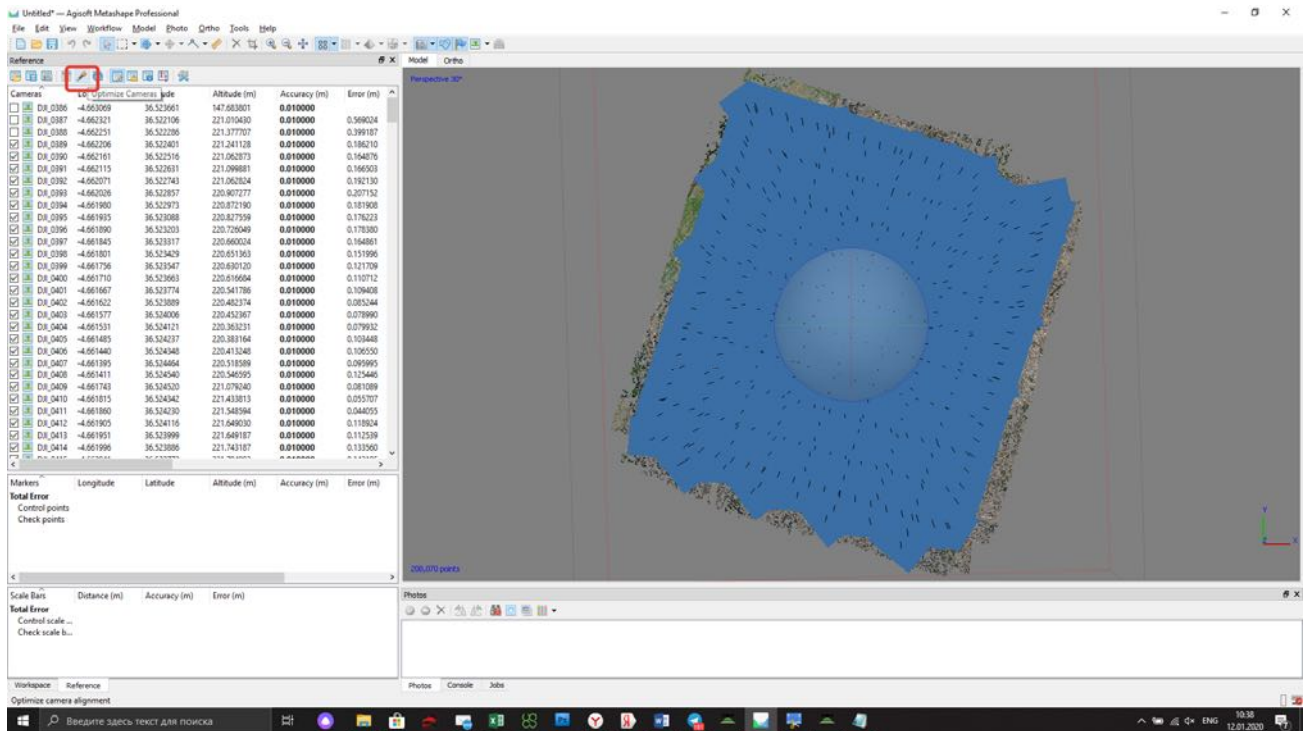 Untitled* — Agisoft Metashape Professional
File Edit View Workflow Model Photo Ortho Tools Help
Reference
Model Ortho
Perspective 30°
Optimize Cameras
Cameras Altitude (m) Accuracy (m) Error (m)
DJI_0386 -4.663069 36.523661 147.683801 0.010000
DJI_0387 -4.662321 36.522106 221.010430 0.010000 0.569024
DJI_0388 -4.662251 36.522286 221.377707 0.010000 0.399187
DJI_0389 -4.662206 36.522401 221.241128 0.010000 0.186210
DJI_0390 -4.662161 36.522516 221.062873 0.010000 0.164876
DJI_0391 -4.662115 36.522631 221.099881 0.010000 0.166503
DJI_0392 -4.662071 36.522743 221.062824 0.010000 0.192130
DJI_0393 -4.662026 36.522857 220.907277 0.010000 0.207152
DJI_0394 -4.661980 36.522973 220.872190 0.010000 0.181908
DJI_0395 -4.661935 36.523088 220.827559 0.010000 0.176223
DJI_0396 -4.661890 36.523203 220.726049 0.010000 0.178380
DJI_0397 -4.661845 36.523317 220.660024 0.010000 0.164861
DJI_0398 -4.661801 36.523429 220.651363 0.010000 0.151996
DJI_0399 -4.661756 36.523547 220.630120 0.010000 0.121709
DJI_0400 -4.661710 36.523663 220.616664 0.010000 0.110712
DJI_0401 -4.661667 36.523774 220.541786 0.010000 0.109408
DJI_0402 -4.661622 36.523889 220.482374 0.010000 0.085244
DJI_0403 -4.661577 36.524006 220.452367 0.010000 0.078990
DJI_0404 -4.661531 36.524121 220.363231 0.010000 0.079932
DJI_0405 -4.661485 36.524237 220.383164 0.010000 0.103448
DJI_0406 -4.661440 36.524348 220.413248 0.010000 0.106550
DJI_0407 -4.661395 36.524464 220.518589 0.010000 0.095995
DJI_0408 -4.661411 36.524540 220.546595 0.010000 0.125446
DJI_0409 -4.661743 36.524520 221.079240 0.010000 0.081089
DJI_0410 -4.661815 36.524342 221.433813 0.010000 0.055707
DJI_0411 -4.661860 36.524230 221.548594 0.010000 0.044055
DJI_0412 -4.661905 36.524116 221.649030 0.010000 0.118924
DJI_0413 -4.661951 36.523999 221.649187 0.010000 0.112539
DJI_0414 -4.661996 36.523886 221.743187 0.010000 0.133560
Markers Longitude Latitude Altitude (m) Accuracy (m) Error (m)
Total Error
Control points
Check points
200,070 points
Y
X
Z
Scale Bars Distance (m) Accuracy (m) Error (m)
Total Error
Control scale ...
Check scale b...
Photos
Workspace Reference
Photos Console Jobs
Optimize camera alignment
Введите здесь текст для поиска
ENG
10:38
12.01.2020